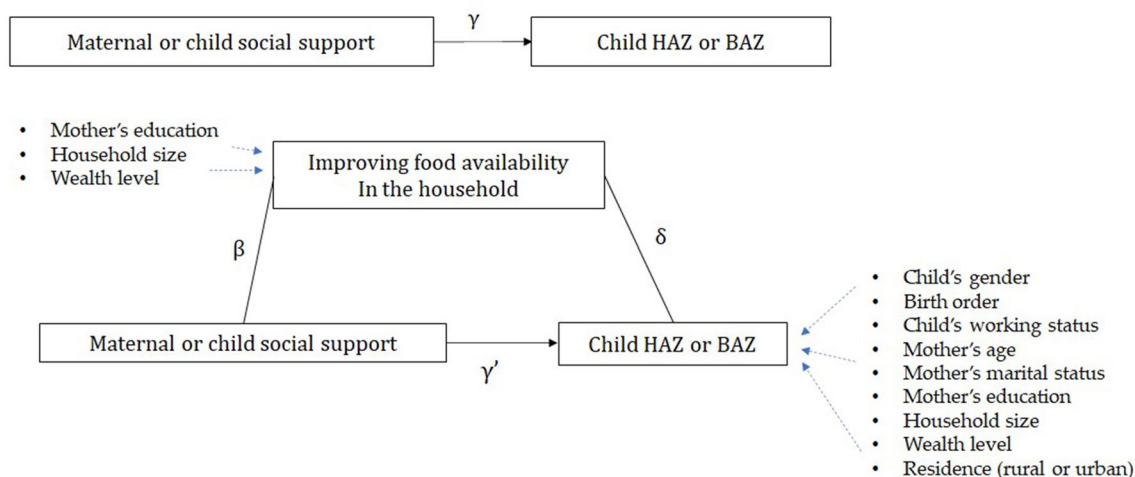 γ
Maternal or child social support
Child HAZ or BAZ
• Mother’s education
• Household size
• Wealth level
Improving food availability
In the household
β
δ
Maternal or child social support
γ’
Child HAZ or BAZ
• Child’s gender
• Birth order
• Child’s working status
• Mother’s age
• Mother’s marital status
• Mother’s education
• Household size
• Wealth level
• Residence (rural or urban)